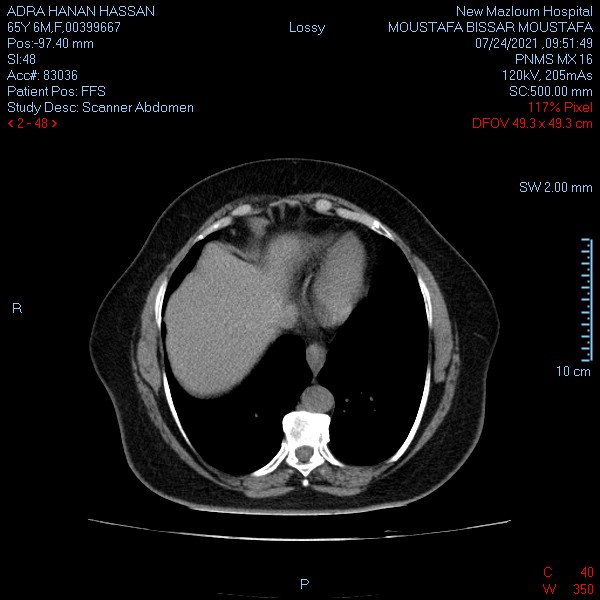 ADRA HANAN HASSAN
65Y 6M,F,00399667
Pos:-97.40 mm
SI:48
Acc#: 83036
Patient Pos: FFS
Study Desc: Scanner Abdomen
< 2 - 48 >
Lossy
New Mazloum Hospital
MOUSTAFA BISSAR MOUSTAFA
07/24/2021 ,09:51:49
PNMS MX 16
120kV, 205mAs
SC:500.00 mm
117% Pixel
DFOV 49.3 x 49.3 cm
SW 2.00 mm
R
10 cm
P
C 40
W 350